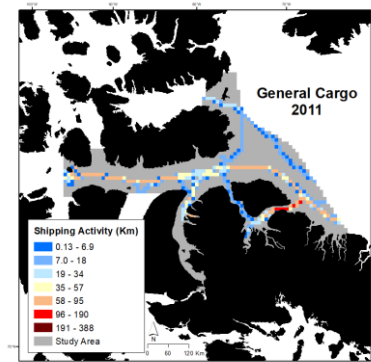 General Cargo
2011
Shipping Activity (Km)
0.13 - 6.9
7.0 - 18
19 - 34
35 - 57
58 - 95
96 - 190
191 - 388
Study Area
N
0 30 60 120 Km